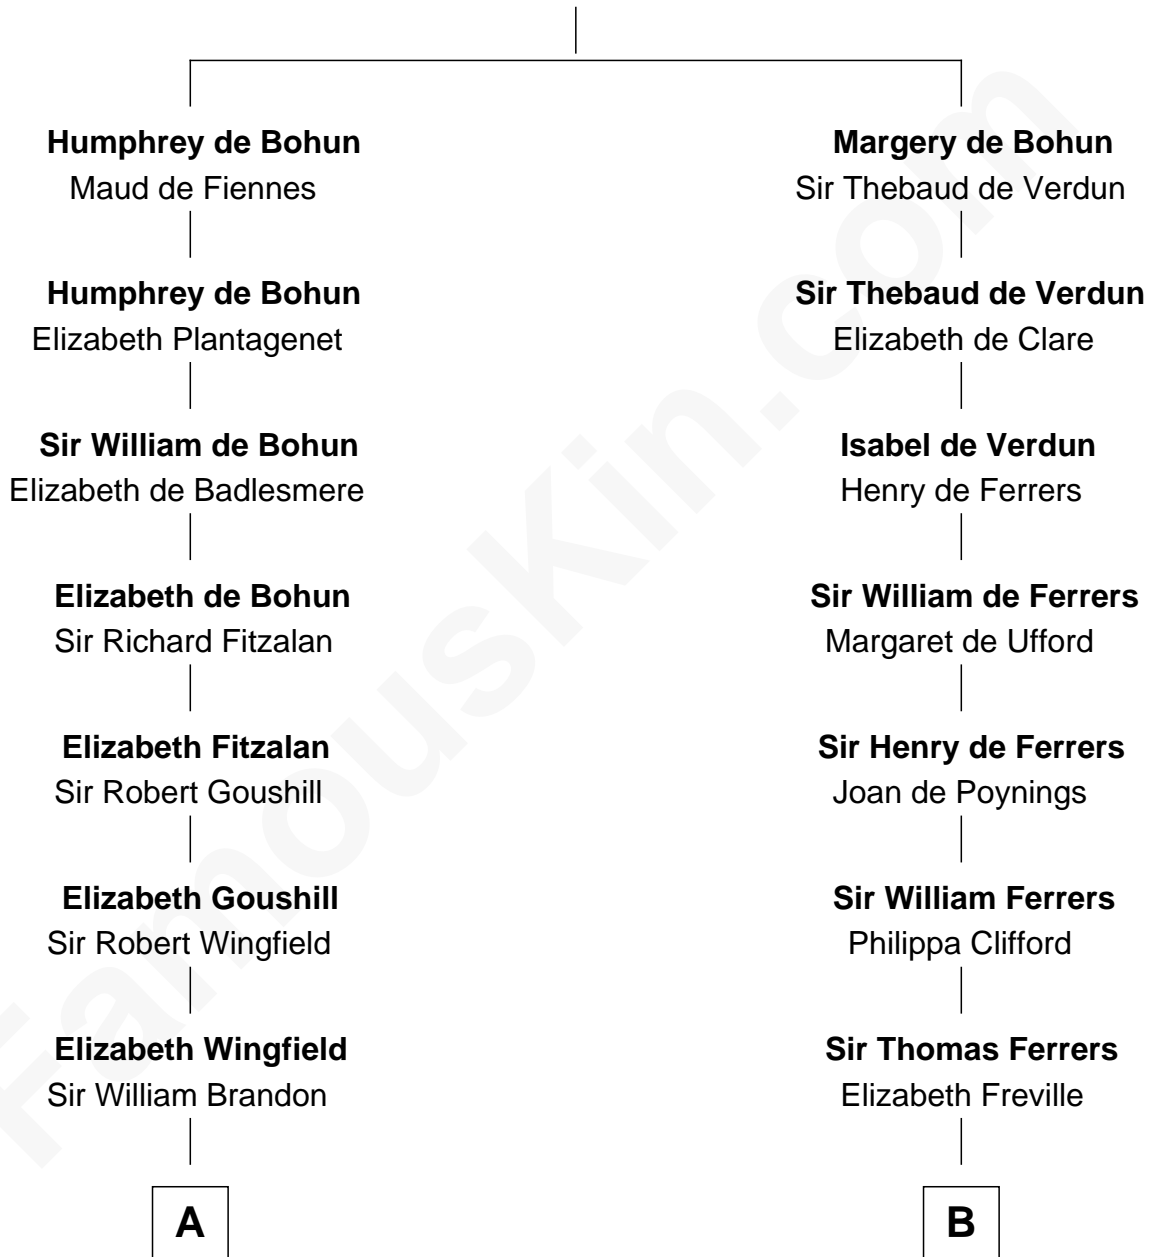 Humphrey de Bohun
Maud de Fiennes
Margery de Bohun
Sir Thebaud de Verdun
Humphrey de Bohun
Elizabeth Plantagenet
Sir Thebaud de Verdun
Elizabeth de Clare
Sir William de Bohun
Elizabeth de Badlesmere
Isabel de Verdun
Henry de Ferrers
Elizabeth de Bohun
Sir Richard Fitzalan
Sir William de Ferrers
Margaret de Ufford
Elizabeth Fitzalan
Sir Robert Goushill
Sir Henry de Ferrers
Joan de Poynings
Elizabeth Goushill
Sir Robert Wingfield
Sir William Ferrers
Philippa Clifford
Elizabeth Wingfield
Sir William Brandon
Sir Thomas Ferrers
Elizabeth Freville
A
B
FamousKin.com